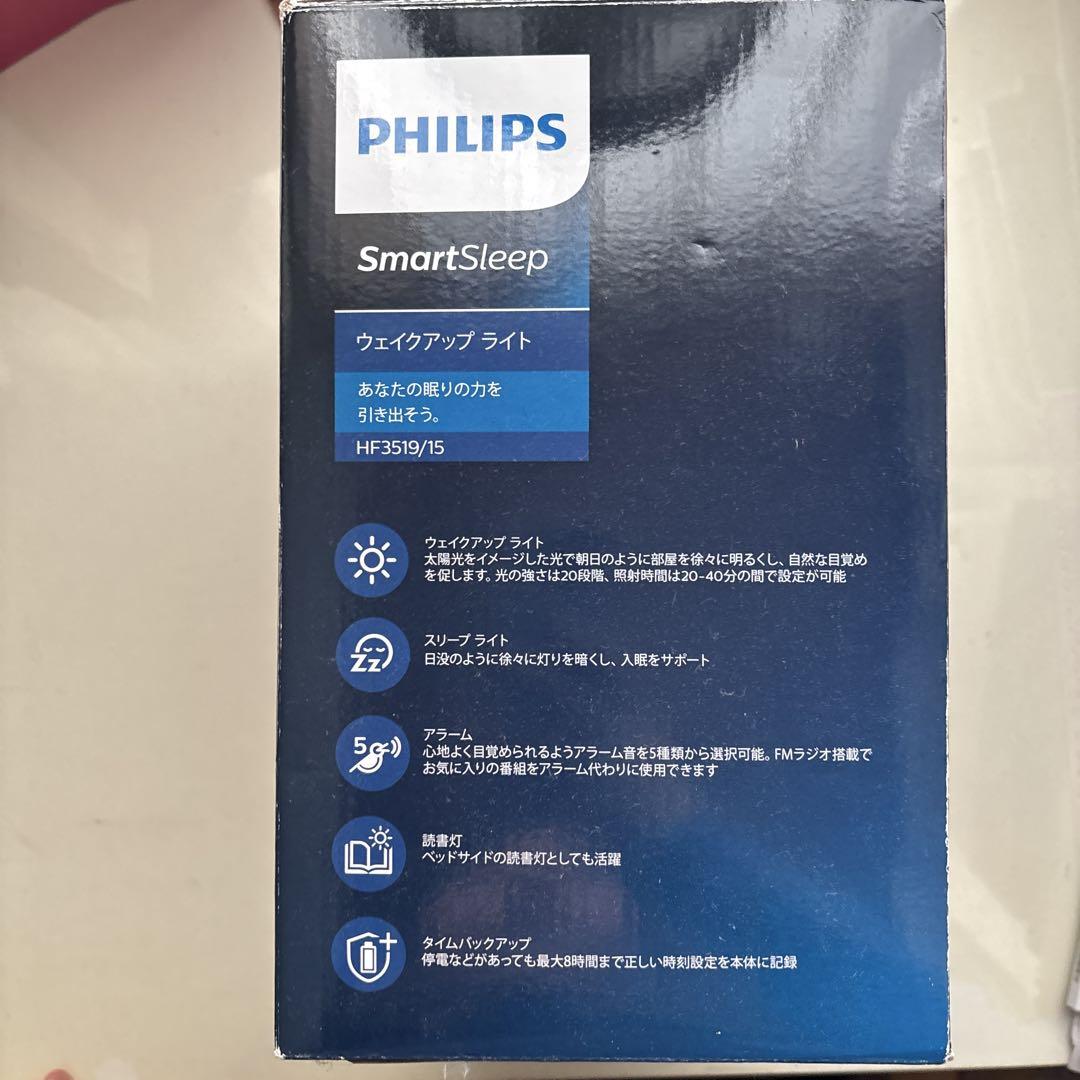 PHILIPS
SmartSleep
ウェイクアップ ライト
あなたの眠りの力を
引き出そう。
HF3519/15
ウェイクアップ ライト
太陽光をイメージした光で朝日のように部屋を徐々に明るくし、自然な目覚め
を促します。光の強さは20段階、照射時間は20-40分の間で設定が可能
スリープ ライト
日没のように徐々に灯りを暗くし、入眠をサポート
アラーム
心地よく目覚められるようアラーム音を5種類から選択可能。FMラジオ搭載で
お気に入りの番組をアラーム代わりに使用できます
読書灯
ベッドサイドの読書灯としても活躍
タイムバックアップ
停電などがあっても最大8時間まで正しい時刻設定を本体に記録
zz
5